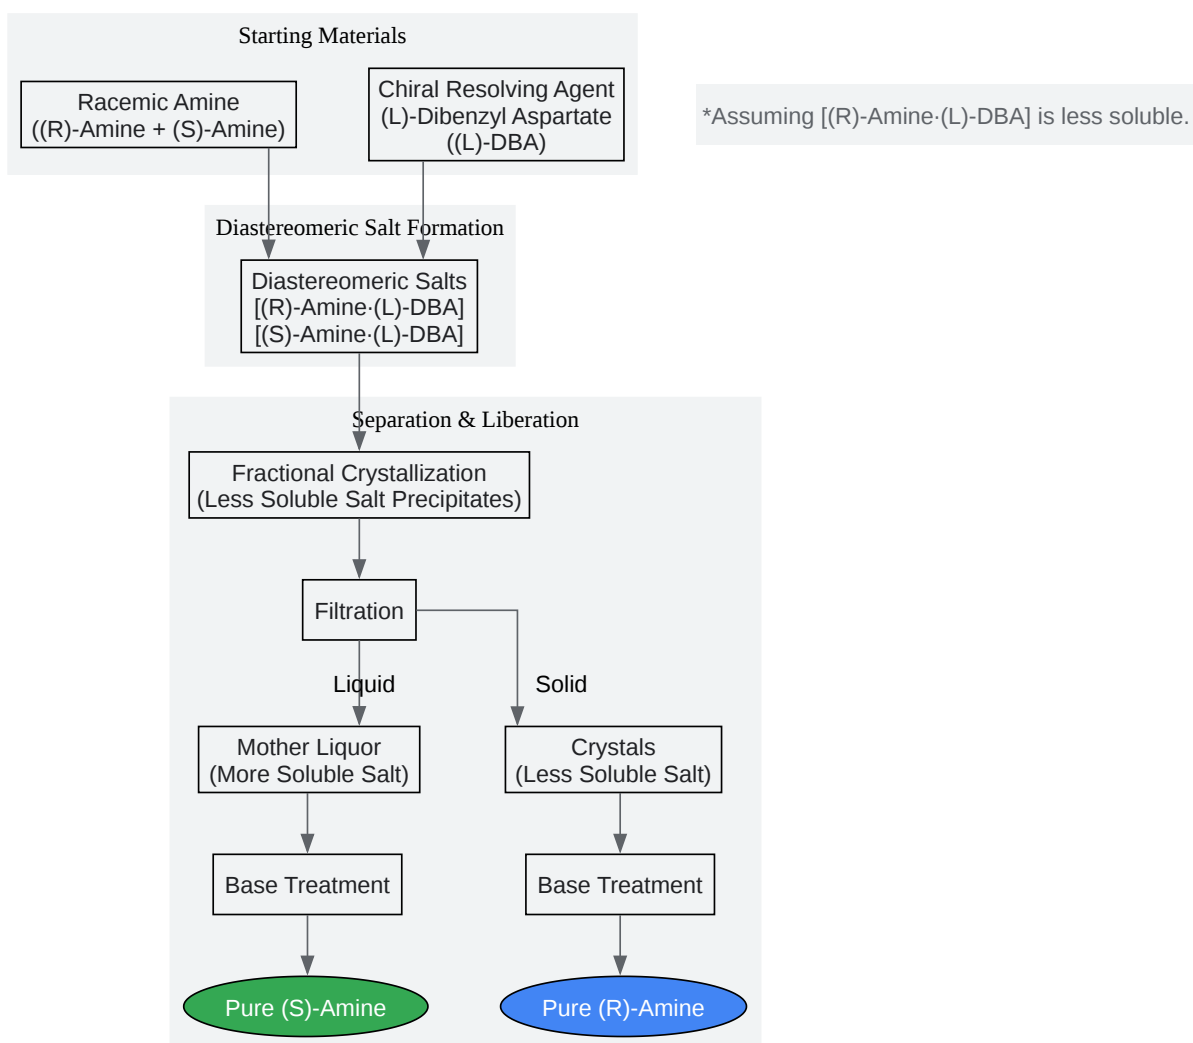 Starting Materials
Racemic Amine
((R)-Amine + (S)-Amine)
Chiral Resolving Agent
(L)-Dibenzyl Aspartate
((L)-DBA)
*Assuming [(R)-Amine·(L)-DBA] is less soluble.
Diastereomeric Salt Formation
Diastereomeric Salts
[(R)-Amine·(L)-DBA]
[(S)-Amine·(L)-DBA]
Separation & Liberation
Fractional Crystallization
(Less Soluble Salt Precipitates)
Filtration
Liquid
Solid
Mother Liquor
(More Soluble Salt)
Crystals
(Less Soluble Salt)
Base Treatment
Base Treatment
Pure (S)-Amine
Pure (R)-Amine